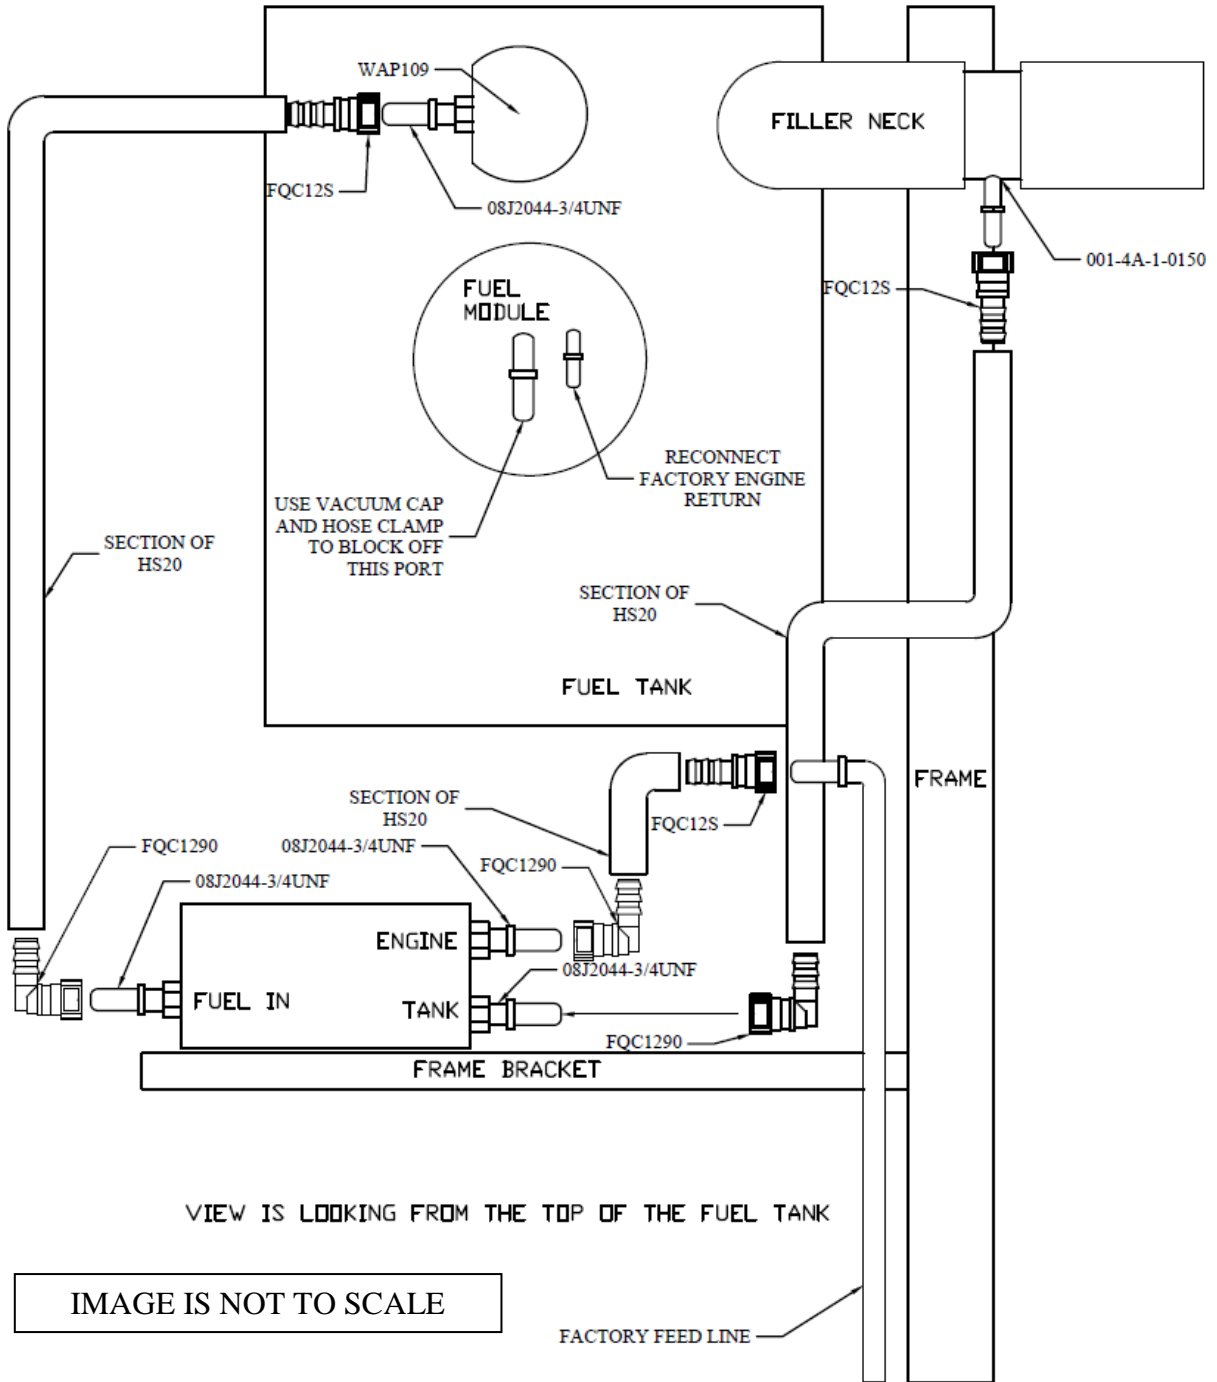 WAP109
FILLER NECK
FQC12S
08J2044-3/4UNF
001-4A-1-0150
FQC12S
FUEL
MODULE
RECONNECT
FACTORY ENGINE
RETURN
USE VACUUM CAP
AND HOSE CLAMP
TO BLOCK OFF
THIS PORT
SECTION OF
HS20
SECTION OF
HS20
FUEL TANK
FRAME
SECTION OF
HS20
FQC12S
FQC1290
08J2044-3/4UNF
FQC1290
08J2044-3/4UNF
ENGINE
08J2044-3/4UNF
FUEL IN
TANK
FQC1290
FRAME BRACKET
VIEW IS LOOKING FROM THE TOP OF THE FUEL TANK
IMAGE IS NOT TO SCALE
FACTORY FEED LINE